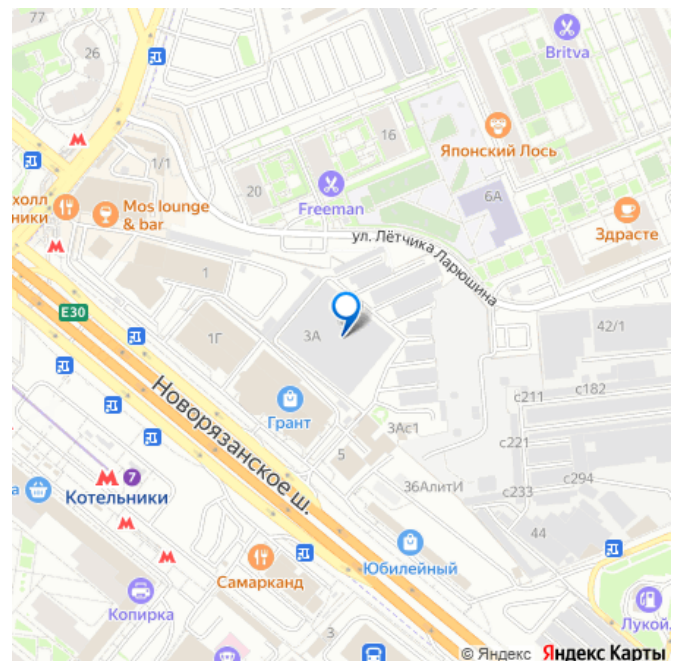 77
26
Britva
16
Японский Лось
1/1
20
6А
Freeman
холл
ники
Mos lounge
& bar
Здрасте
ул. Лётчика Ларюшина
1
E30
3А
1Г
42/1
Новорязанское ш.
Грант
с182
с211
3Ас1
с221
5
7
Котельники
а
36АлитИ
с233
с294
44
Юбилейный
Самарканд
Копирка
Лукой
3
© Яндекс Яндекс Карты